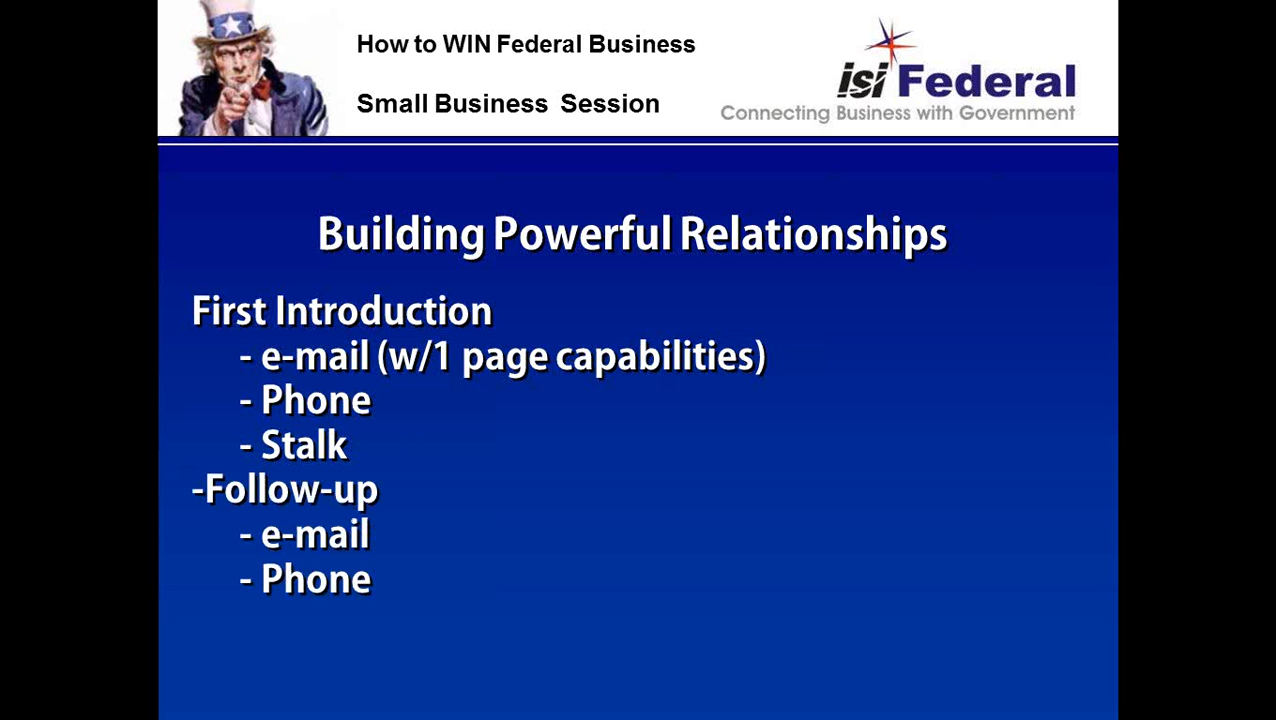 How to WIN Federal Business
Small Business Session
isi Federal
Connecting Business with Government
Building Powerful Relationships
First Introduction
- e-mail (w/1 page capabilities)
- Phone
- Stalk
-Follow-up
- e-mail
- Phone